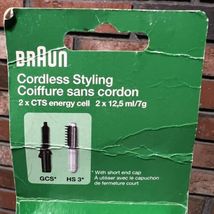 BRAUN
Cordless Styling
Coiffure sans cordon
2 x CTS energy cell 2 x 12,5 ml/7g
GCS* HS 3*
* With short end cap
A utiliser avec le capuchon
de fermeture court